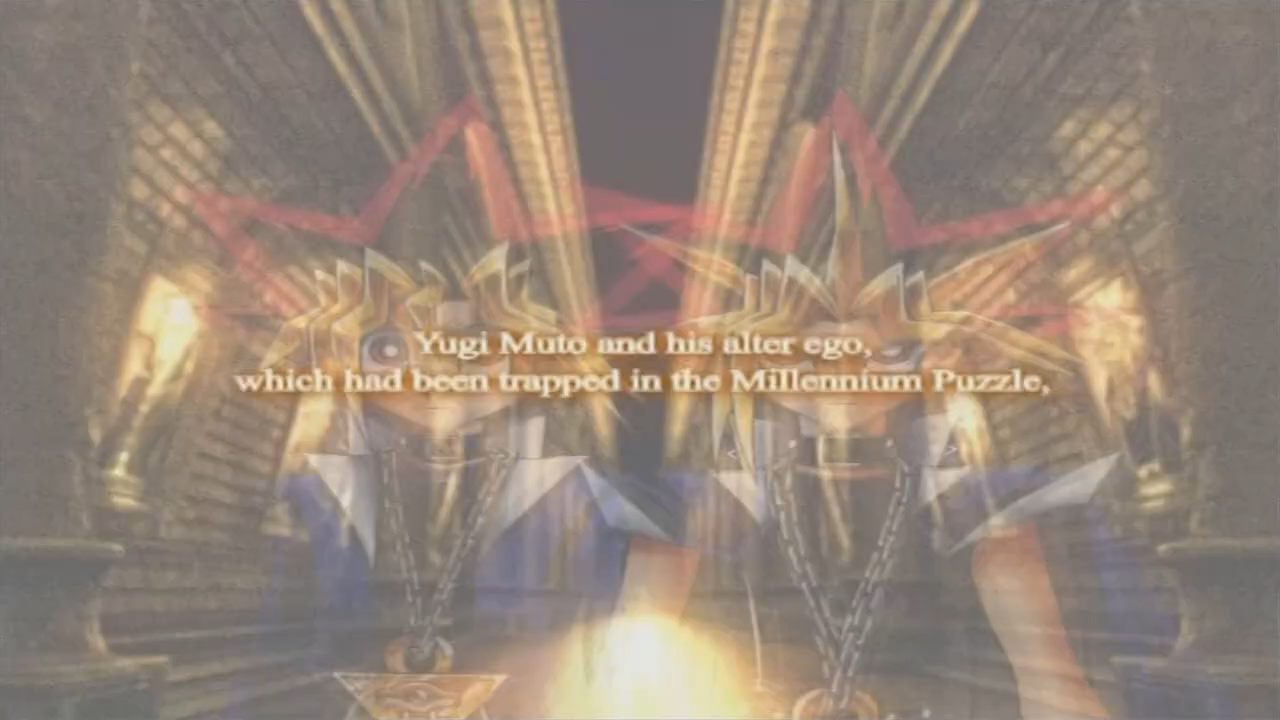 Yugi Muto and his alter ego,
which had been trapped in the Millennium Puzzle,